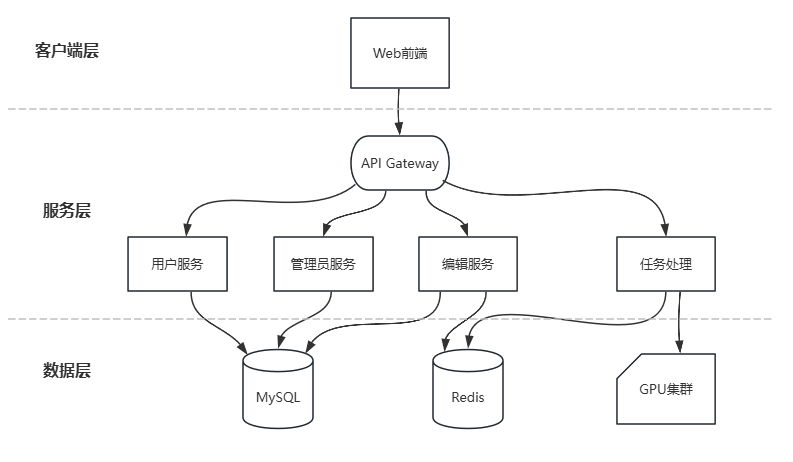 客户端层
Web前端
API Gateway
服务层
用户服务
管理员服务
编辑服务
任务处理
数据层
MySQL
Redis
GPU集群